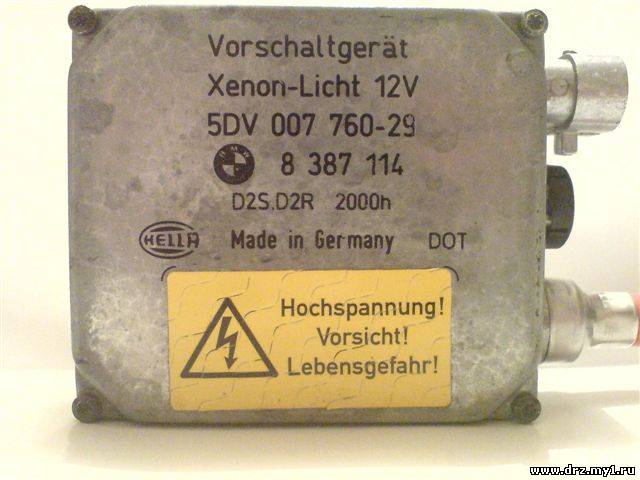 Vorschaltgerät
Xenon-Licht 12V
5DV 007 760-29
BMW 8 387 114
D2S.D2R 2000h
HELLA Made in Germany DOT
Hochspannung!
Vorsicht!
Lebensgefahr!
www.drz.my1.ru